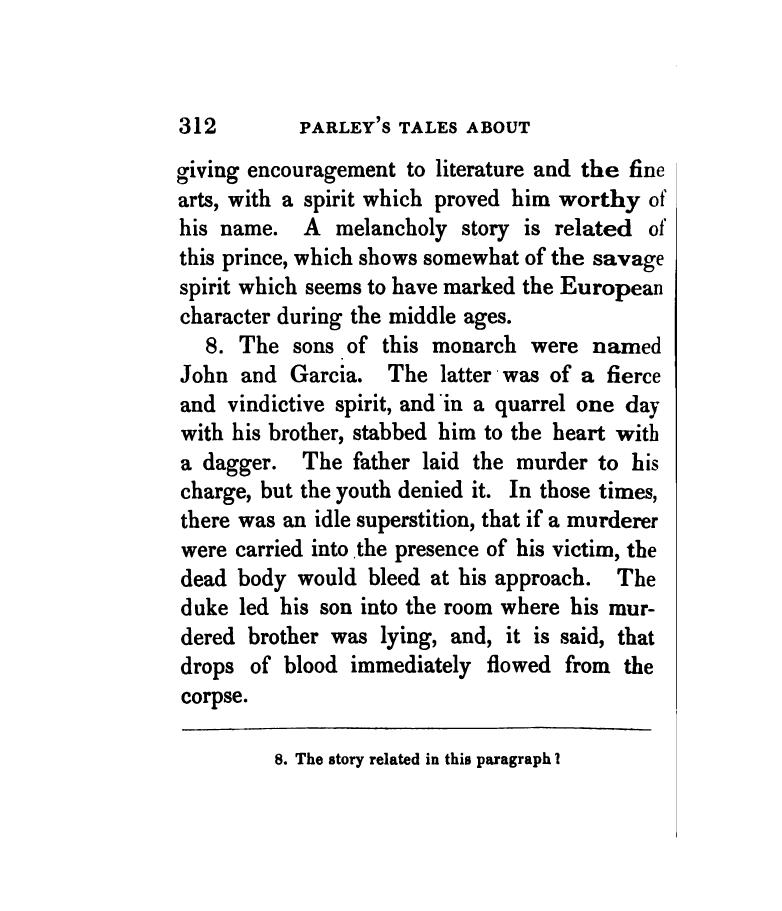 312 PARLEY'S TALES ABOUT
giving encouragement to literature and the fine
arts, with a spirit which proved him worthy of
his name. A melancholy story is related of
this prince, which shows somewhat of the savage
spirit which seems to have marked the European
character during the middle ages.
8. The sons of this monarch were named
John and Garcia. The latter was of a fierce
and vindictive spirit, and in a quarrel one day
with his brother, stabbed him to the heart with
a dagger. The father laid the murder to his
charge, but the youth denied it. In those times,
there was an idle superstition, that if a murderer
were carried into the presence of his victim, the
dead body would bleed at his approach. The
duke led his son into the room where his mur-
dered brother was lying, and, it is said, that
drops of blood immediately flowed from the
corpse.
8. The story related in this paragraph?